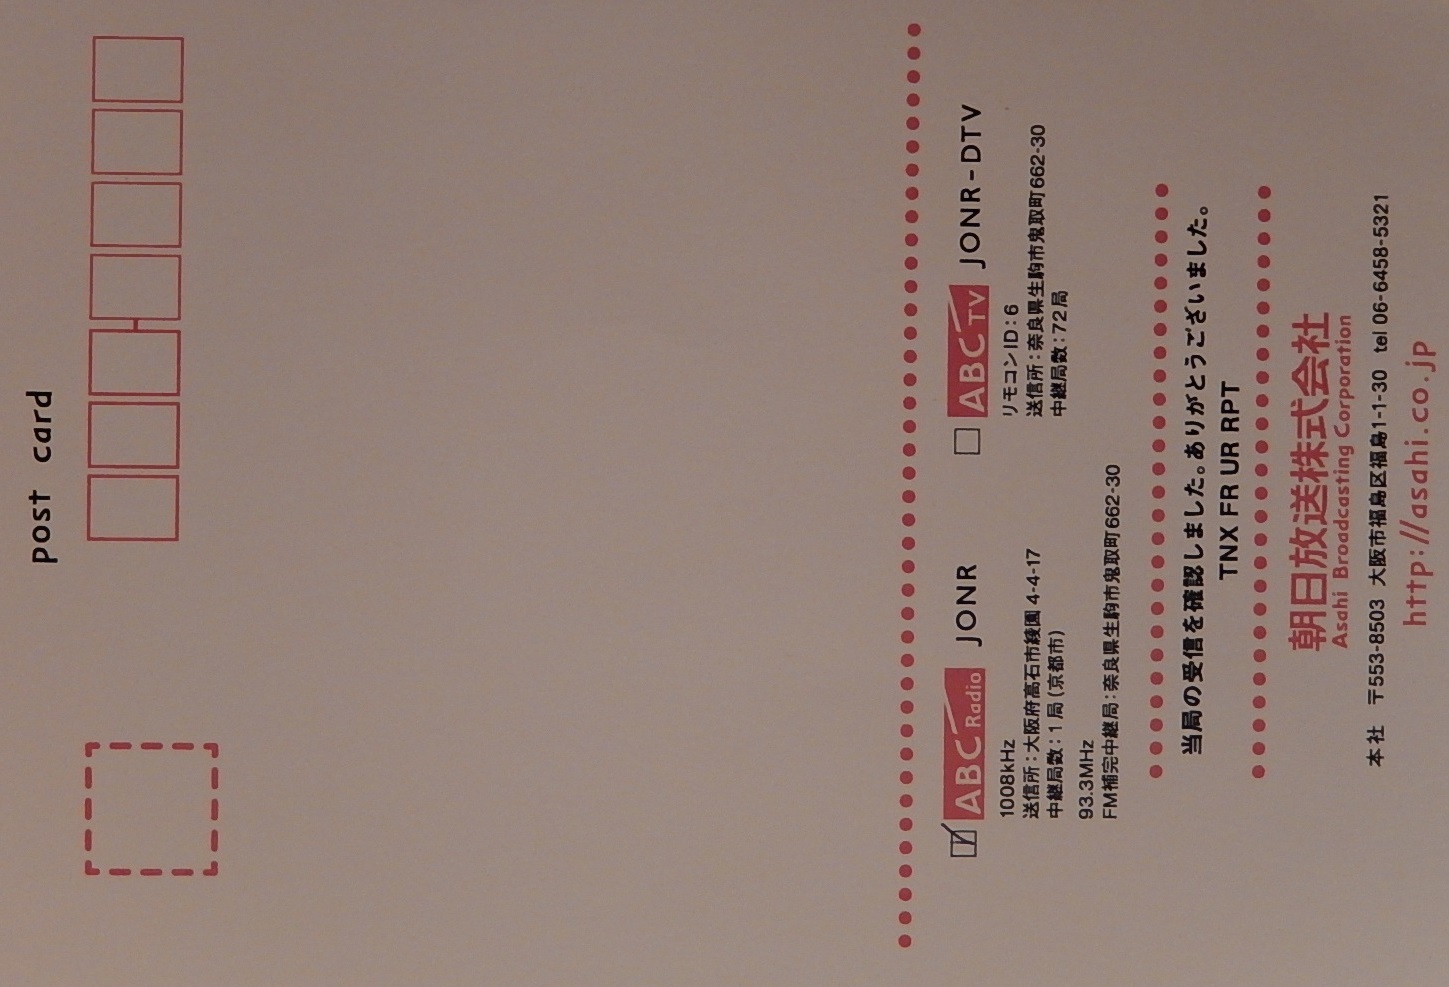 post card
ABC Radio JONR
1008kHz
送信所：大阪府高石市綾園 4-4-17
中継局数：1 局 (京都市)
93.3MHz
FM補完中継局：奈良県生駒市鬼取町662-30
ABC TV JONR-DTV
リモコンID：6
送信所：奈良県生駒市鬼取町662-30
中継局数：72局
当局の受信を確認しました。ありがとうございました。
TNX FR UR RPT
朝日放送株式会社
Asahi Broadcasting Corporation
本社 〒553-8503 大阪市福島区福島1-1-30 tel 06-6458-5321
http://asahi.co.jp